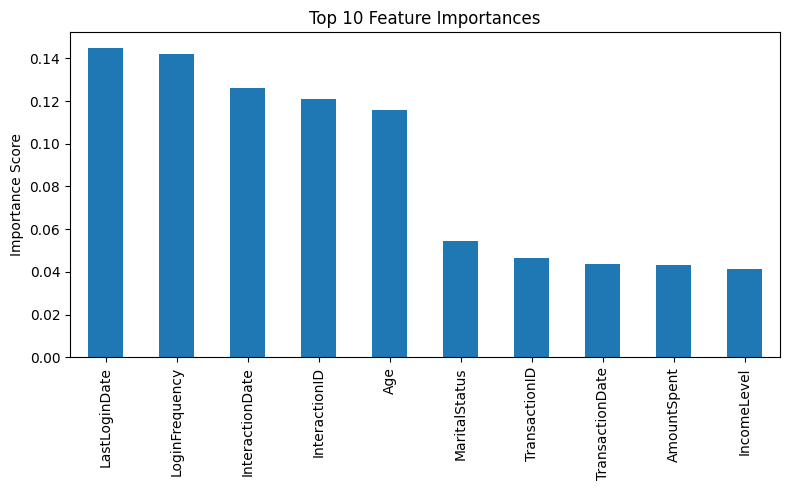 Top 10 Feature Importances
Importance Score
0.14
0.12
0.10
0.08
0.06
0.04
0.02
0.00
LastLoginDate
LoginFrequency
InteractionDate
InteractionID
Age
MaritalStatus
TransactionID
TransactionDate
AmountSpent
IncomeLevel